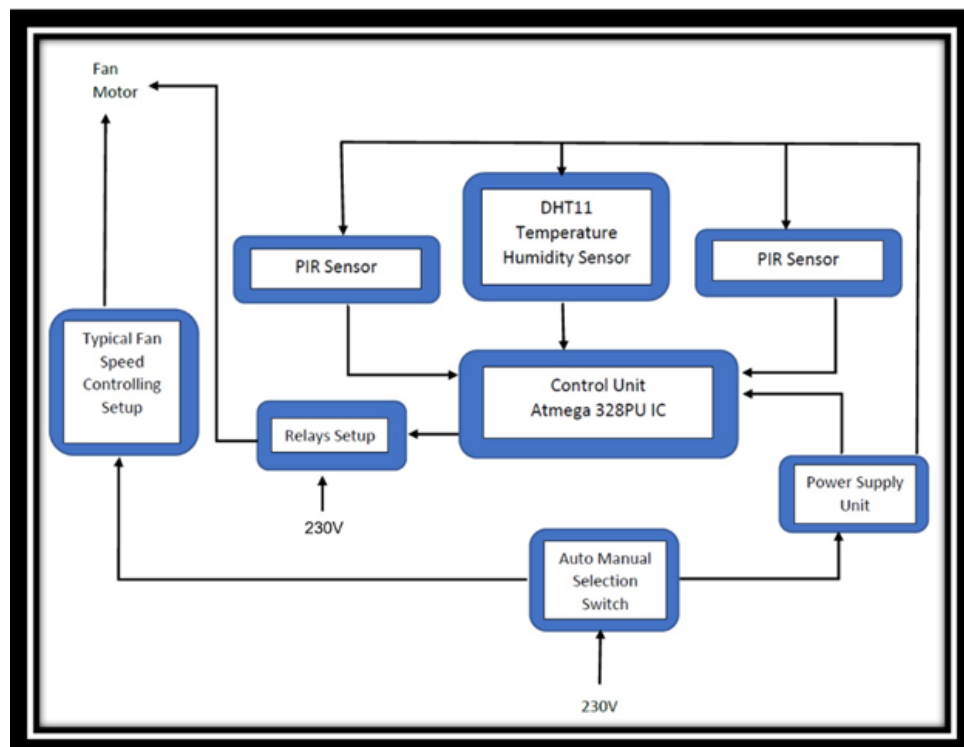 Fan
Motor
DHT11
Temperature
Humidity Sensor
PIR Sensor
PIR Sensor
Typical Fan
Speed
Controlling
Setup
Control Unit
Atmega 328PU IC
Relays Setup
Power Supply
Unit
230V
Auto Manual
Selection
Switch
230V